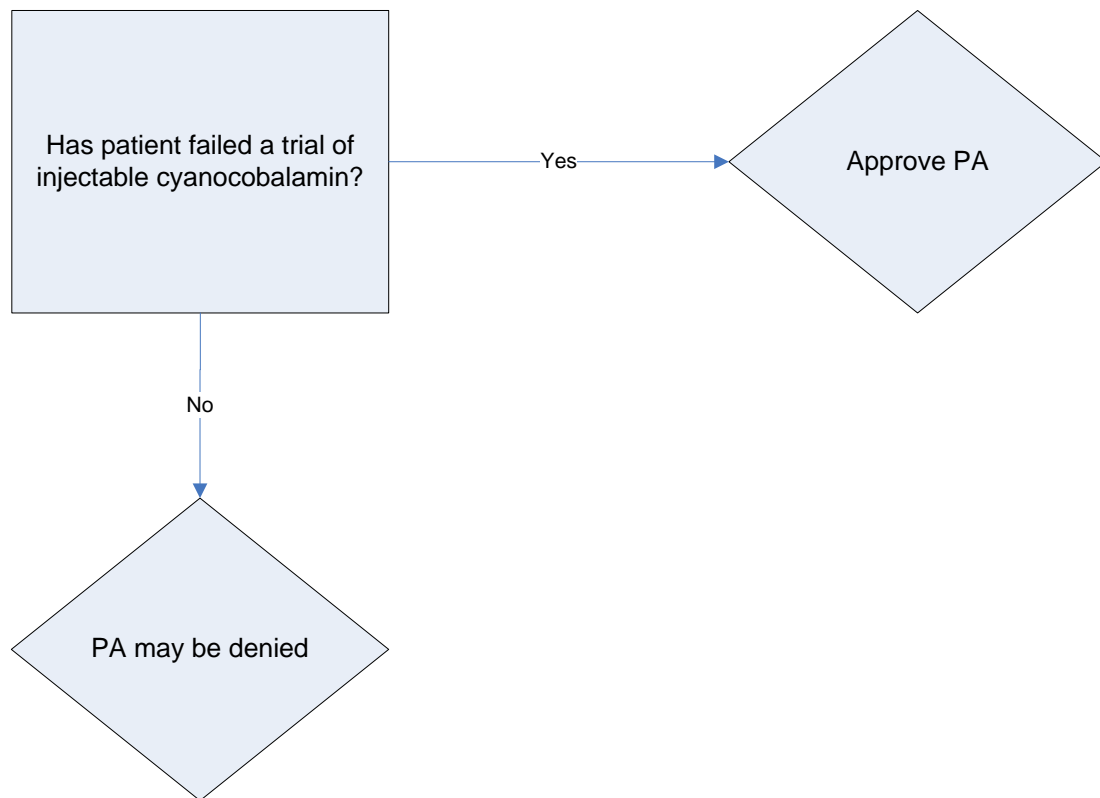 Has patient failed a trial of
injectable cyanocobalamin?
Yes
Approve PA
No
PA may be denied